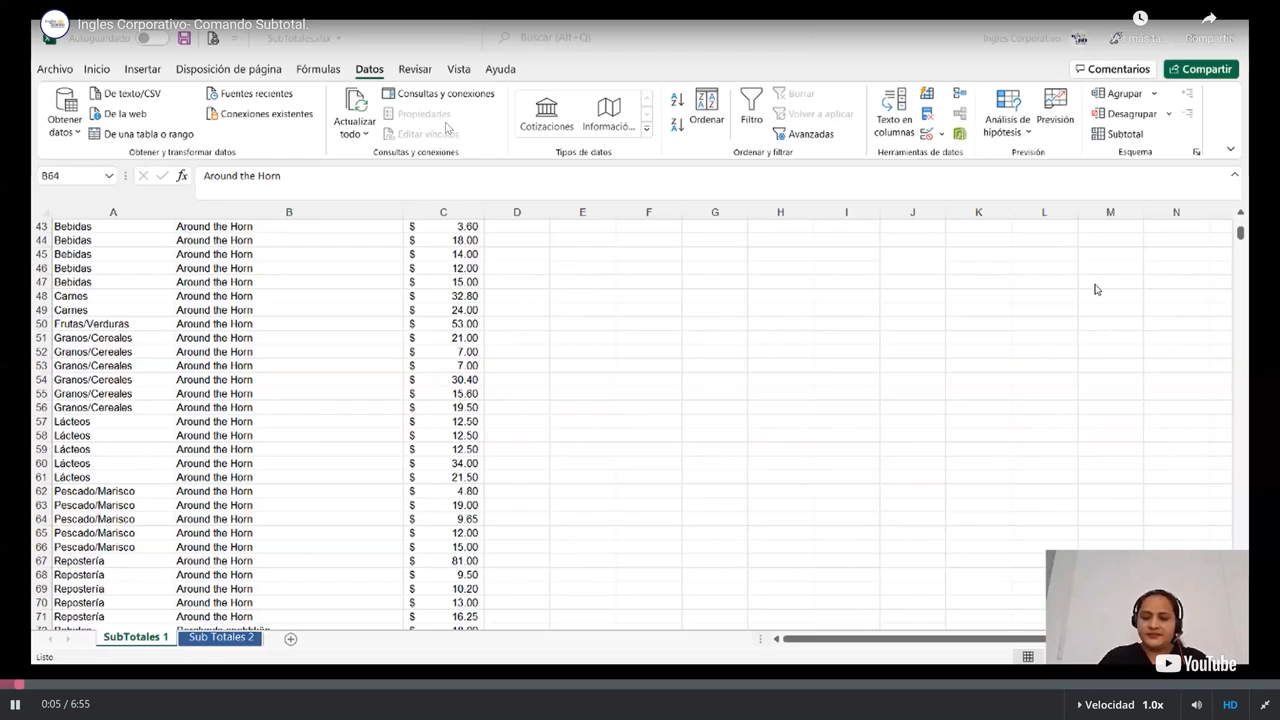 Ingles Corporativo- Comando Subtotal.
Autoguardado
SubTotales.xlsx
Buscar (Alt+Q)
Ingles Corporativo
Compartir
Archivo Inicio Insertar Disposición de página Fórmulas Datos Revisar Vista Ayuda
Comentarios Compartir
Obtener datos
De texto/CSV
De la web
De una tabla o rango
Fuentes recientes
Conexiones existentes
Obtener y transformar datos
Actualizar todo
Consultas y conexiones
Propiedades
Consultas y conexiones
Cotizaciones
Informació...
Tipos de datos
Ordenar
Filtro
Borrar
Volver a aplicar
Avanzadas
Ordenar y filtrar
Texto en columnas
Herramientas de datos
Análisis de hipótesis
Previsión
Previsión
Agrupar
Desagrupar
Subtotal
Esquema
B64 fx Around the Horn
A B C D E F G H I J K L M N
43 Bebidas Around the Horn $ 3.60
44 Bebidas Around the Horn $ 18.00
45 Bebidas Around the Horn $ 14.00
46 Bebidas Around the Horn $ 12.00
47 Bebidas Around the Horn $ 15.00
48 Carnes Around the Horn $ 32.80
49 Carnes Around the Horn $ 24.00
50 Frutas/Verduras Around the Horn $ 53.00
51 Granos/Cereales Around the Horn $ 21.00
52 Granos/Cereales Around the Horn $ 7.00
53 Granos/Cereales Around the Horn $ 7.00
54 Granos/Cereales Around the Horn $ 30.40
55 Granos/Cereales Around the Horn $ 15.60
56 Granos/Cereales Around the Horn $ 19.50
57 Lácteos Around the Horn $ 12.50
58 Lácteos Around the Horn $ 12.50
59 Lácteos Around the Horn $ 12.50
60 Lácteos Around the Horn $ 34.00
61 Lácteos Around the Horn $ 21.50
62 Pescado/Marisco Around the Horn $ 4.80
63 Pescado/Marisco Around the Horn $ 19.00
64 Pescado/Marisco Around the Horn $ 9.65
65 Pescado/Marisco Around the Horn $ 12.00
66 Pescado/Marisco Around the Horn $ 15.00
67 Repostería Around the Horn $ 81.00
68 Repostería Around the Horn $ 9.50
69 Repostería Around the Horn $ 10.20
70 Repostería Around the Horn $ 13.00
71 Repostería Around the Horn $ 16.25
SubTotales 1 Sub Totales 2
Listo
YouTube
0:05 / 6:55
Velocidad 1.0x HD